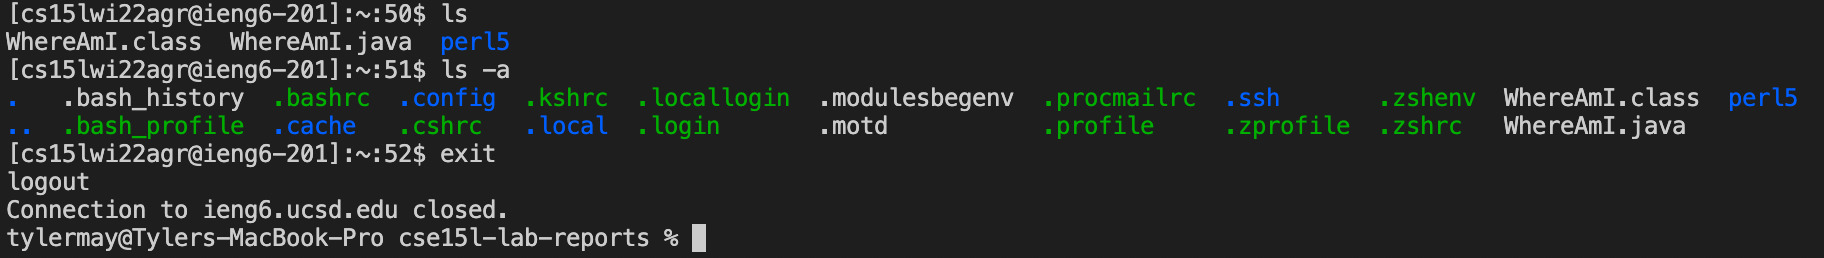 [cs15lwi22agr@ieng6-201]:~:50$ ls
WhereAmI.class  WhereAmI.java  perl5
[cs15lwi22agr@ieng6-201]:~:51$ ls -a
.   .bash_history  .bashrc  .config  .kshrc  .locallogin  .modulesbegenv  .procmailrc  .ssh      .zshenv  WhereAmI.class  perl5
..  .bash_profile  .cache   .cshrc   .local  .login       .motd           .profile     .zprofile  .zshrc   WhereAmI.java
[cs15lwi22agr@ieng6-201]:~:52$ exit
logout
Connection to ieng6.ucsd.edu closed.
tylermay@Tylers-MacBook-Pro cse15l-lab-reports %